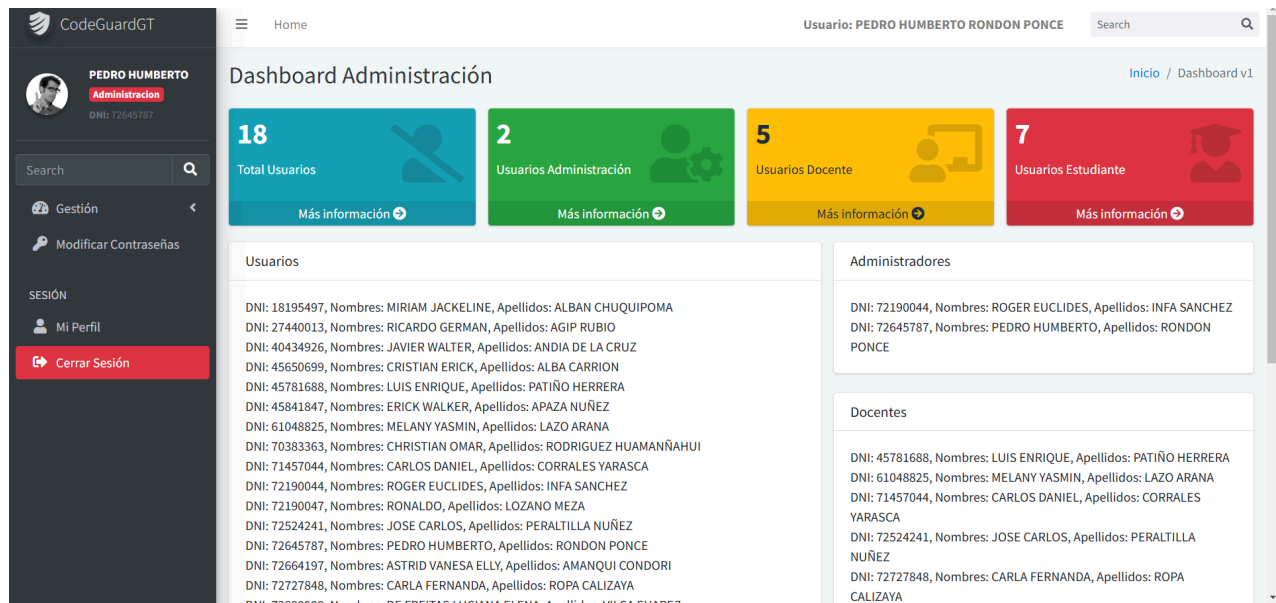 CodeGuardGT
Home
Usuario: PEDRO HUMBERTO RONDON PONCE
Search
PEDRO HUMBERTO
Administracion
DNI: 72645787
Search
Gestión
Modificar Contraseñas
SESIÓN
Mi Perfil
Cerrar Sesión
Dashboard Administración
Inicio / Dashboard v1
18
Total Usuarios
Más información
2
Usuarios Administración
Más información
5
Usuarios Docente
Más información
7
Usuarios Estudiante
Más información
Usuarios
DNI: 18195497, Nombres: MIRIAM JACKELINE, Apellidos: ALBAN CHUQUIPOMA
DNI: 27440013, Nombres: RICARDO GERMAN, Apellidos: AGIP RUBIO
DNI: 40434926, Nombres: JAVIER WALTER, Apellidos: ANDIA DE LA CRUZ
DNI: 45650699, Nombres: CRISTIAN ERICK, Apellidos: ALBA CARRION
DNI: 45781688, Nombres: LUIS ENRIQUE, Apellidos: PATIÑO HERRERA
DNI: 45841847, Nombres: ERICK WALKER, Apellidos: APAZA NUÑEZ
DNI: 61048825, Nombres: MELANY YASMIN, Apellidos: LAZO ARANA
DNI: 70383363, Nombres: CHRISTIAN OMAR, Apellidos: RODRIGUEZ HUAMANÑAHUI
DNI: 71457044, Nombres: CARLOS DANIEL, Apellidos: CORRALES YARASCA
DNI: 72190044, Nombres: ROGER EUCLIDES, Apellidos: INFA SANCHEZ
DNI: 72190047, Nombres: RONALDO, Apellidos: LOZANO MEZA
DNI: 72524241, Nombres: JOSE CARLOS, Apellidos: PERALTILLA NUÑEZ
DNI: 72645787, Nombres: PEDRO HUMBERTO, Apellidos: RONDON PONCE
DNI: 72664197, Nombres: ASTRID VANESA ELLY, Apellidos: AMANQUI CONDORI
DNI: 72727848, Nombres: CARLA FERNANDA, Apellidos: ROPA CALIZAYA
Administradores
DNI: 72190044, Nombres: ROGER EUCLIDES, Apellidos: INFA SANCHEZ
DNI: 72645787, Nombres: PEDRO HUMBERTO, Apellidos: RONDON
PONCE
Docentes
DNI: 45781688, Nombres: LUIS ENRIQUE, Apellidos: PATIÑO HERRERA
DNI: 61048825, Nombres: MELANY YASMIN, Apellidos: LAZO ARANA
DNI: 71457044, Nombres: CARLOS DANIEL, Apellidos: CORRALES
YARASCA
DNI: 72524241, Nombres: JOSE CARLOS, Apellidos: PERALTILLA
NUÑEZ
DNI: 72727848, Nombres: CARLA FERNANDA, Apellidos: ROPA
CALIZAYA